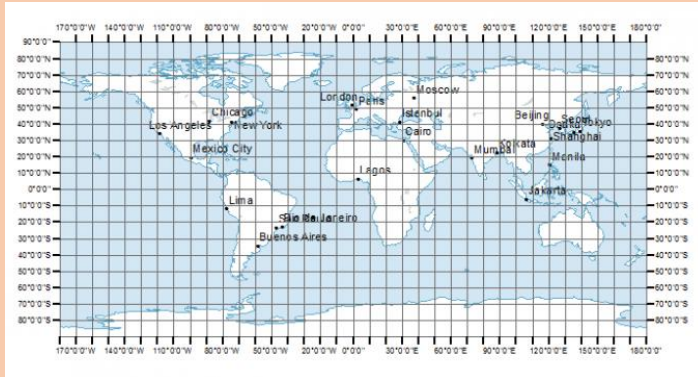 170°0'0"W 140°0'0"W 110°0'0"W 80°0'0"W 50°0'0"W 20°0'0"W 0°0'0" 20°0'0"E 40°0'0"E 60°0'0"E 90°0'0"E 120°0'0"E 150°0'0"E 180°0'0"
90°0'0"N
80°0'0"N 80°0'0"N
70°0'0"N 70°0'0"N
60°0'0"N Moscow 60°0'0"N
50°0'0"N London Paris 50°0'0"N
40°0'0"N Chicago Istanbul Beijing Seoul Tokyo 40°0'0"N
30°0'0"N Los Angeles New York Cairo Osaka Shanghai 30°0'0"N
20°0'0"N Mexico City Mumbai Kolkata Manila 20°0'0"N
10°0'0"N Lagos 10°0'0"N
0°0'0" Jakarta 0°0'0"
10°0'0"S Lima 10°0'0"S
20°0'0"S Rio de Janeiro 20°0'0"S
30°0'0"S Buenos Aires 30°0'0"S
40°0'0"S 40°0'0"S
50°0'0"S 50°0'0"S
60°0'0"S 60°0'0"S
70°0'0"S 70°0'0"S
80°0'0"S 80°0'0"S
170°0'0"W 140°0'0"W 110°0'0"W 80°0'0"W 50°0'0"W 20°0'0"W 0°0'0" 20°0'0"E 40°0'0"E 60°0'0"E 90°0'0"E 120°0'0"E 150°0'0"E 180°0'0"